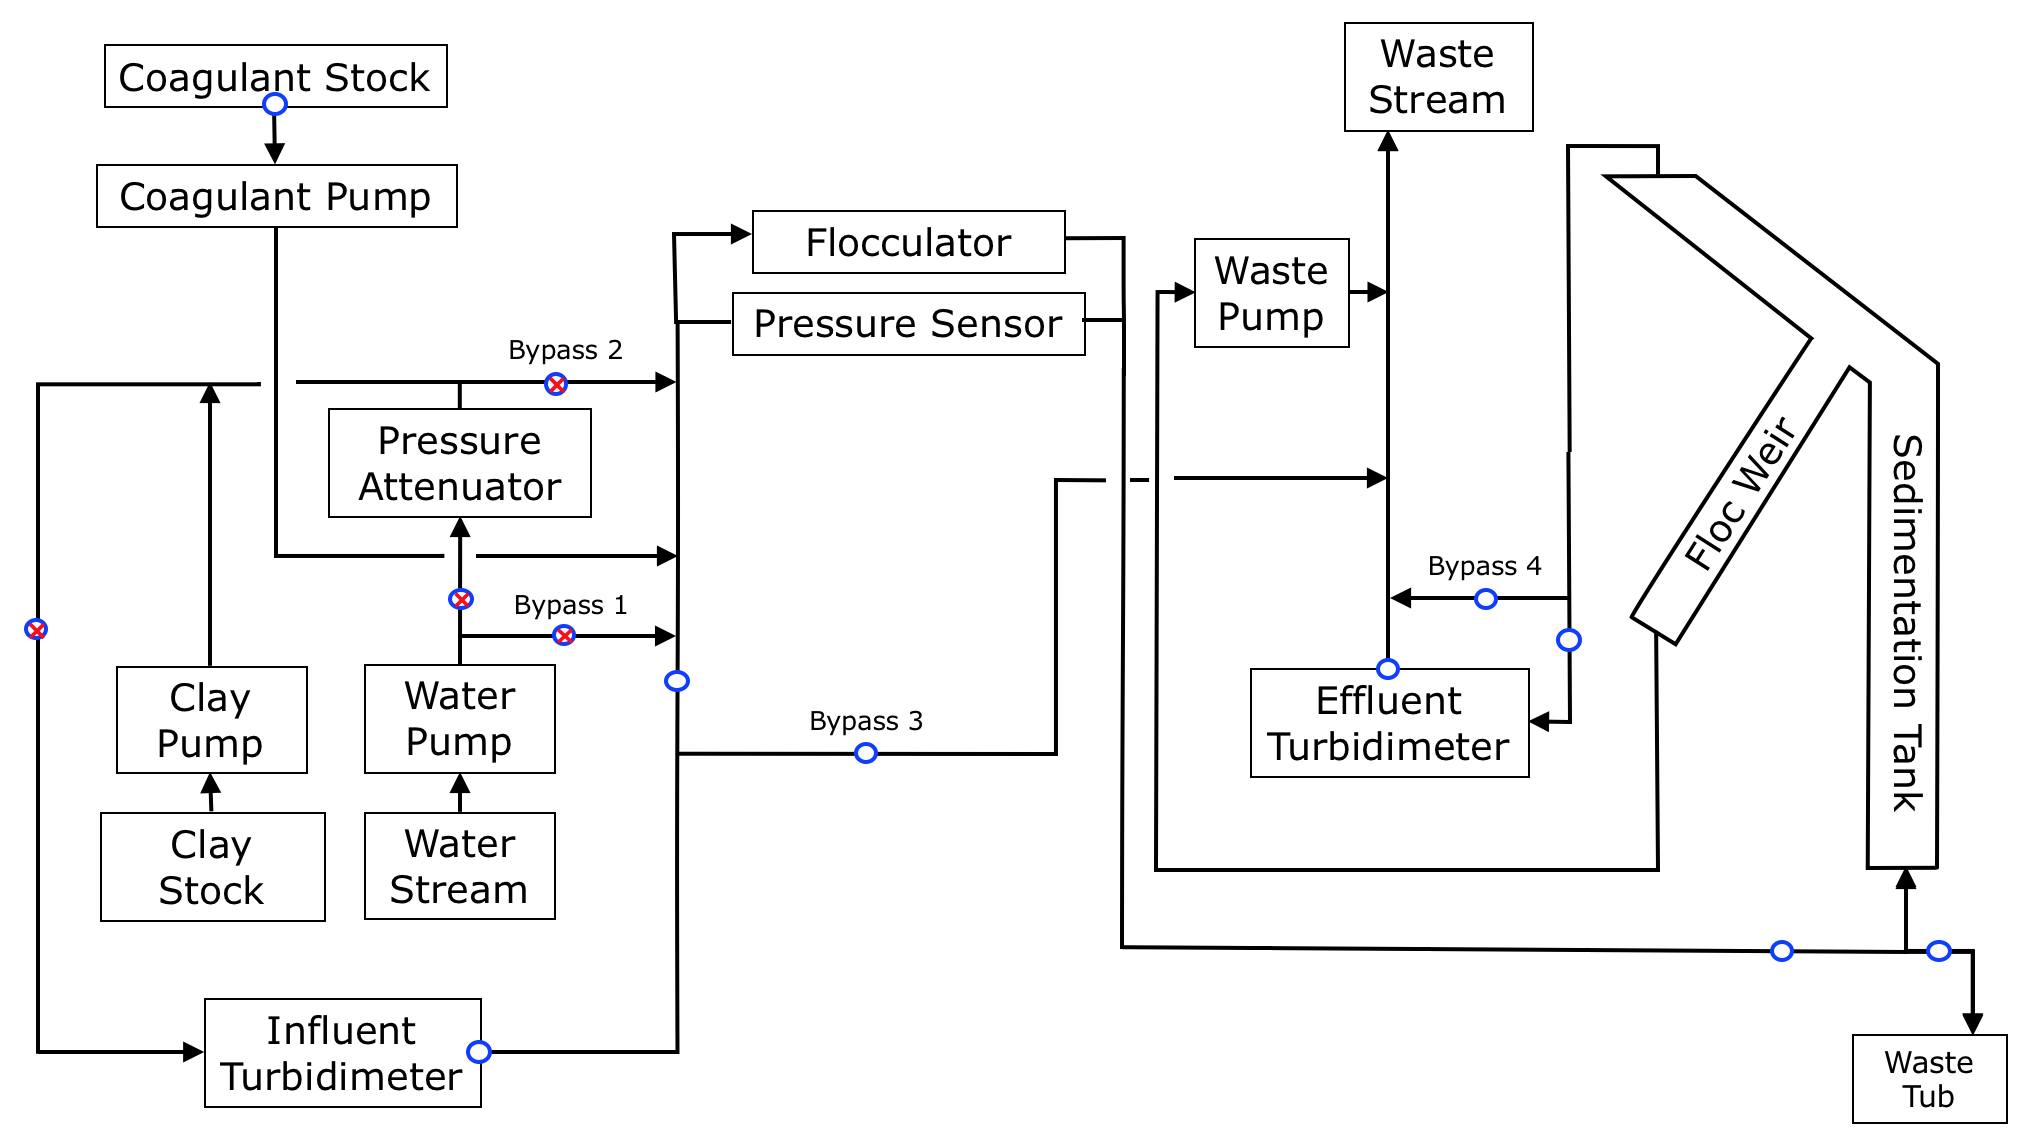 Coagulant Stock
Coagulant Pump
Waste
Stream
Flocculator
Pressure Sensor
Waste
Pump
Bypass 2
Pressure
Attenuator
Bypass 1
Clay
Pump
Water
Pump
Clay
Stock
Water
Stream
Influent
Turbidimeter
Bypass 3
Bypass 4
Effluent
Turbidimeter
Floc Weir
Sedimentation Tank
Waste
Tub